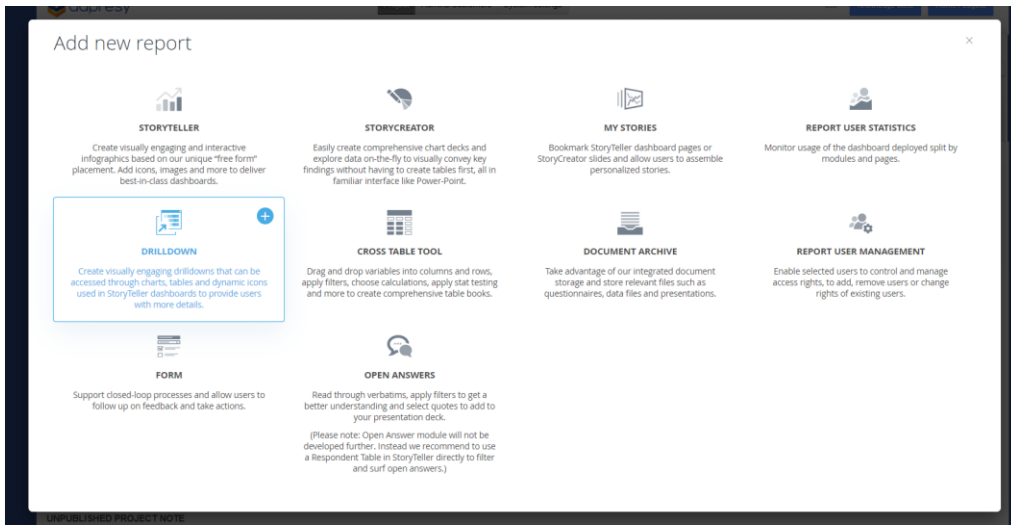 dapresy
Add new report
STORYTELLER
Create visually engaging and interactive
infographics based on our unique "free form"
placement. Add icons, images and more to deliver
best-in-class dashboards.
STORYCREATOR
Easily create comprehensive chart decks and
explore data on-the-fly to visually convey key
findings without having to create tables first, all in
familiar interface like Power-Point.
MY STORIES
Bookmark StoryTeller dashboard pages or
StoryCreator slides and allow users to assemble
personalized stories.
REPORT USER STATISTICS
Monitor usage of the dashboard deployed split by
modules and pages.
DRILLDOWN
Create visually engaging drilldowns that can be
accessed through charts, tables and dynamic icons
used in StoryTeller dashboards to provide users
with more details.
CROSS TABLE TOOL
Drag and drop variables into columns and rows,
apply filters, choose calculations, apply stat testing
and more to create comprehensive table books.
DOCUMENT ARCHIVE
Take advantage of our integrated document
storage and store relevant files such as
questionnaires, data files and presentations.
REPORT USER MANAGEMENT
Enable selected users to control and manage
access rights, to add, remove users or change
rights of existing users.
FORM
Support closed-loop processes and allow users to
follow up on feedback and take actions.
OPEN ANSWERS
Read through verbatims, apply filters to get a
better understanding and select quotes to add to
your presentation deck.
(Please note: Open Answer module will not be
developed further. Instead we recommend to use
a Respondent Table in StoryTeller directly to filter
and surf open answers.)
UNPUBLISHED PROJECT NOTE